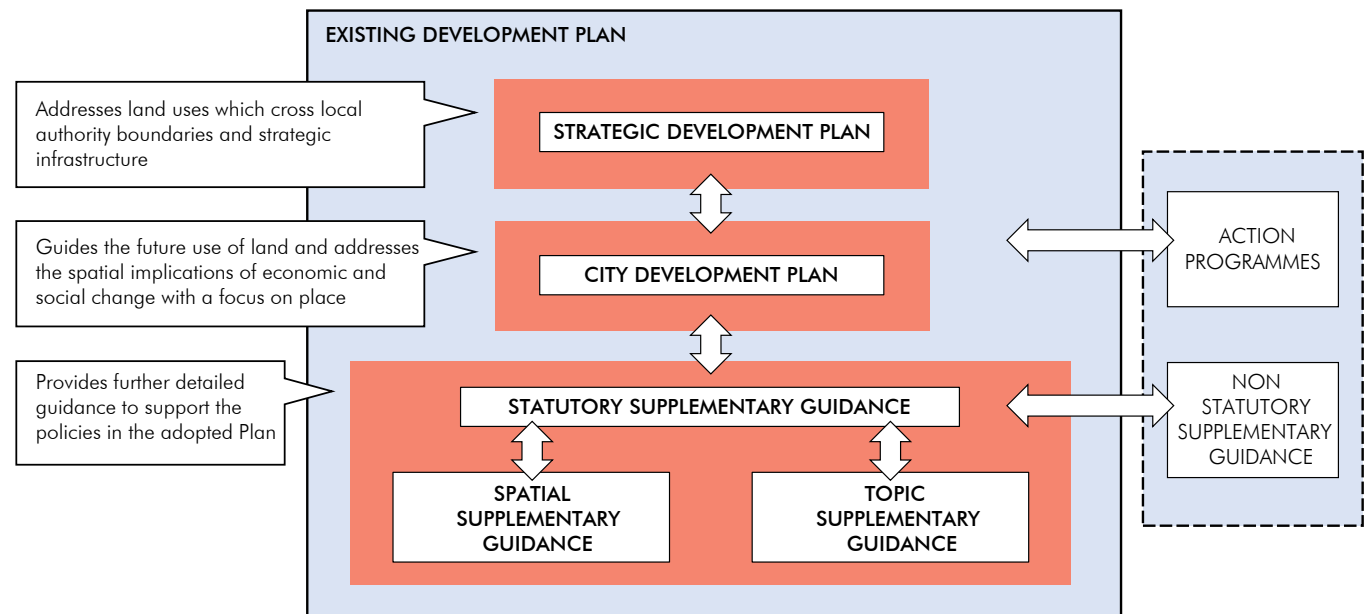 EXISTING DEVELOPMENT PLAN
Addresses land uses which cross local
authority boundaries and strategic
infrastructure
STRATEGIC DEVELOPMENT PLAN
Guides the future use of land and addresses
the spatial implications of economic and
social change with a focus on place
CITY DEVELOPMENT PLAN
ACTION
PROGRAMMES
Provides further detailed
guidance to support the
policies in the adopted Plan
STATUTORY SUPPLEMENTARY GUIDANCE
SPATIAL
SUPPLEMENTARY
GUIDANCE
TOPIC
SUPPLEMENTARY
GUIDANCE
NON
STATUTORY
SUPPLEMENTARY
GUIDANCE